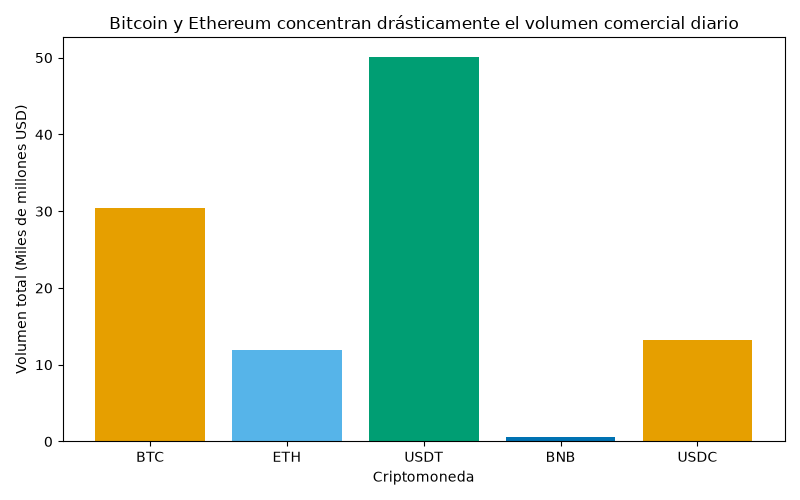 Bitcoin y Ethereum concentran drásticamente el volumen comercial diario
Volumen total (Miles de millones USD)
50
40
30
20
10
0
BTC ETH USDT BNB USDC
Criptomoneda